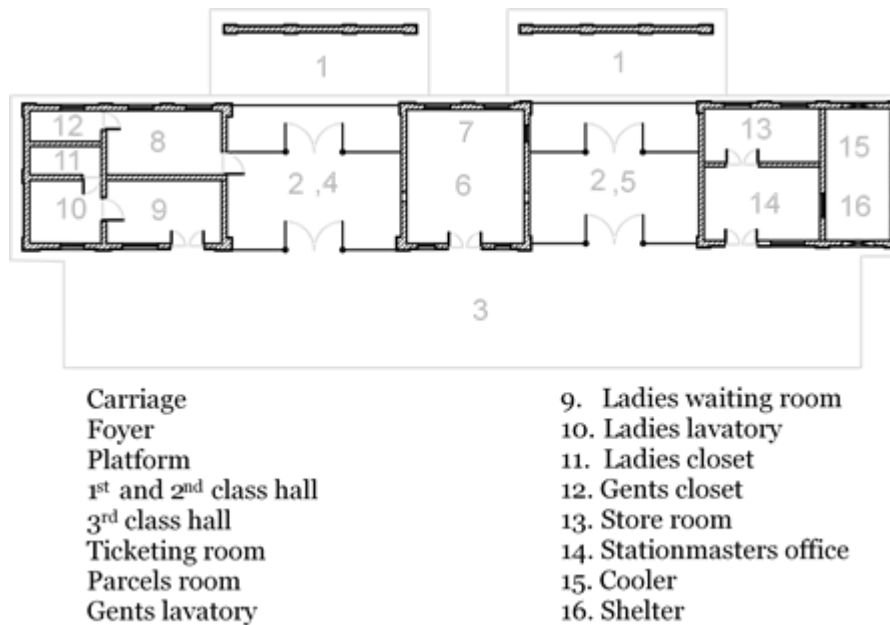 1
1
12
8
7
13
15
11
2 ,4
6
2 ,5
10
9
14
16
3
Carriage
Foyer
Platform
1st and 2nd class hall
3rd class hall
Ticketing room
Parcels room
Gents lavatory
9. Ladies waiting room
10. Ladies lavatory
11. Ladies closet
12. Gents closet
13. Store room
14. Stationmasters office
15. Cooler
16. Shelter